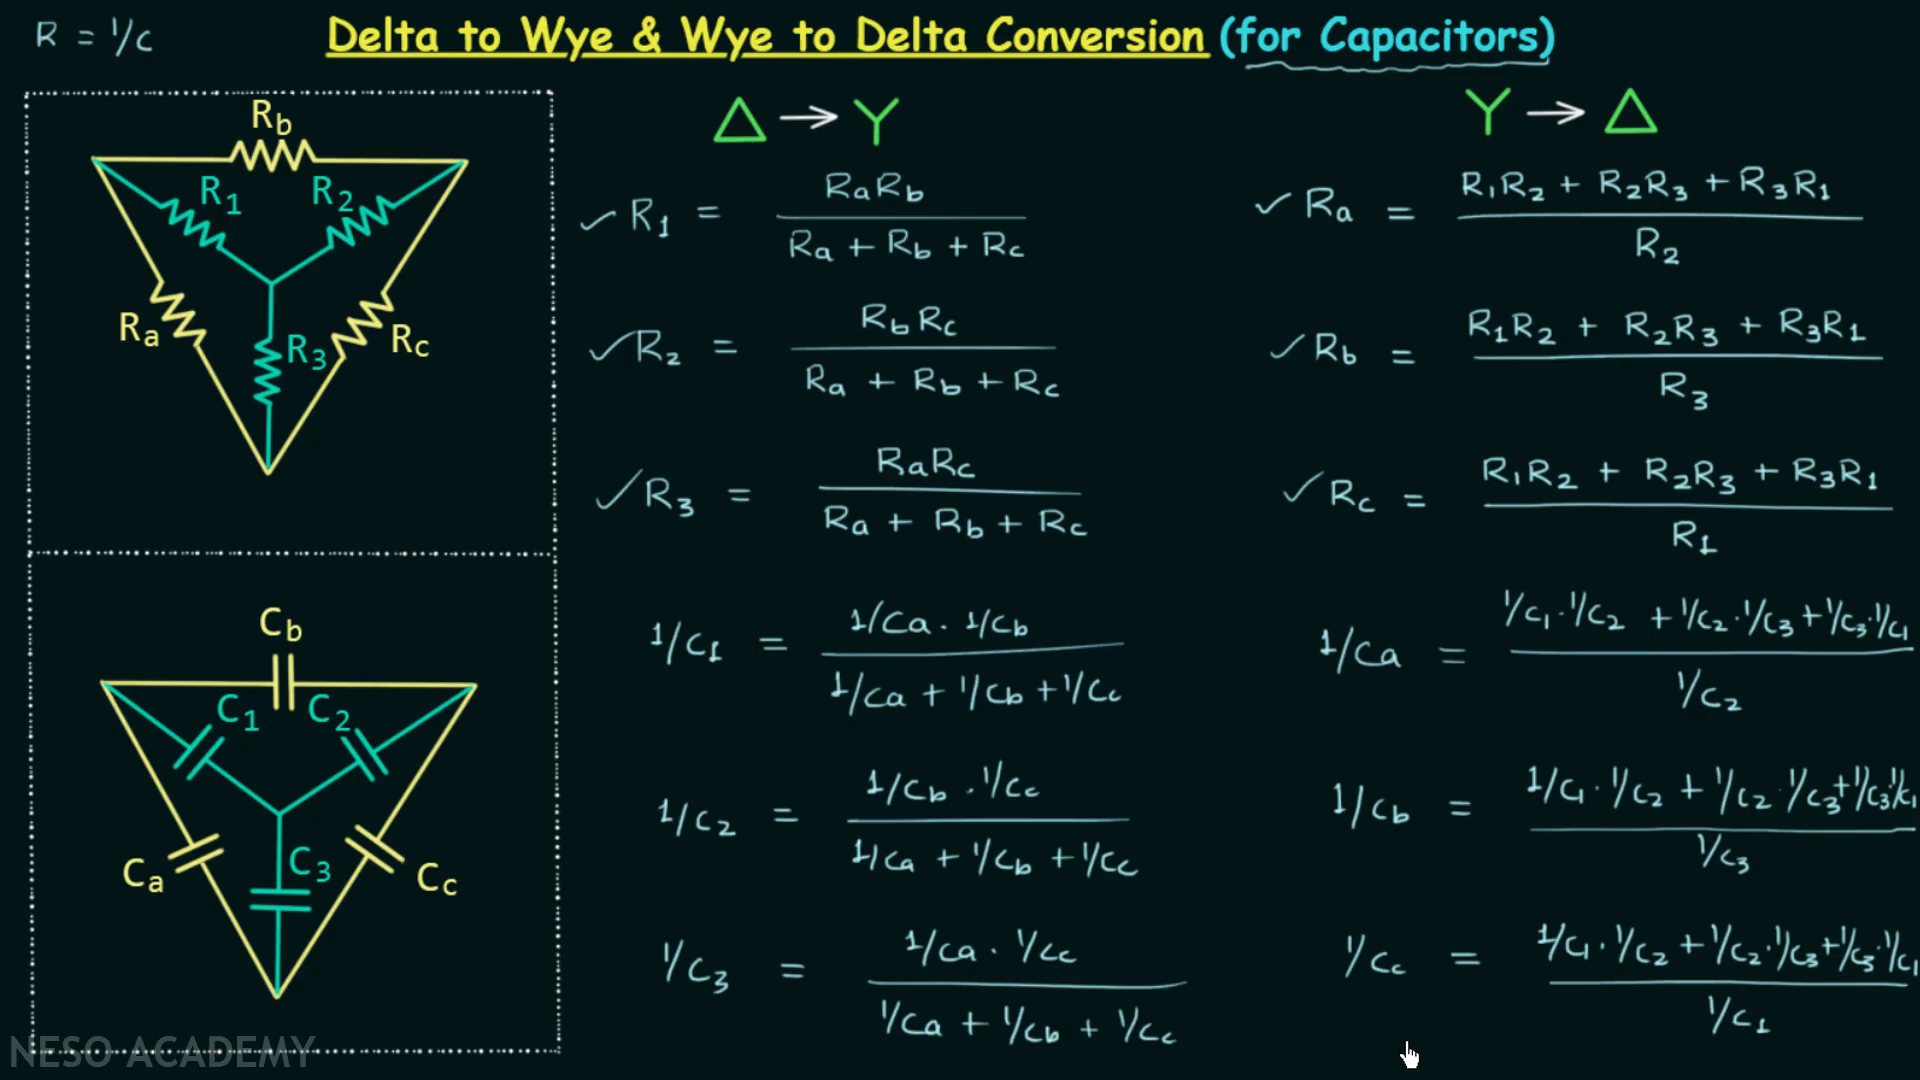 R = 1/C
Delta to Wye & Wye to Delta Conversion (for Capacitors)
Rb
R1
R2
Ra
R3
Rc
Cb
C1
C2
Ca
C3
Cc
NESO ACADEMY
Δ → Y
✓ R1 = RaRb / Ra + Rb + Rc
✓ R2 = RbRc / Ra + Rb + Rc
✓ R3 = RaRc / Ra + Rb + Rc
1/C1 = 1/Ca . 1/Cb / 1/Ca + 1/Cb + 1/Cc
1/C2 = 1/Cb . 1/Cc / 1/Ca + 1/Cb + 1/Cc
1/C3 = 1/Ca . 1/Cc / 1/Ca + 1/Cb + 1/Cc
Y → Δ
✓ Ra = R1R2 + R2R3 + R3R1 / R2
✓ Rb = R1R2 + R2R3 + R3R1 / R3
✓ Rc = R1R2 + R2R3 + R3R1 / R1
1/Ca = 1/C1 . 1/C2 + 1/C2 . 1/C3 + 1/C3 . 1/C1 / 1/C2
1/Cb = 1/C1 . 1/C2 + 1/C2 . 1/C3 + 1/C3 . 1/C1 / 1/C3
1/Cc = 1/C1 . 1/C2 + 1/C2 . 1/C3 + 1/C3 . 1/C1 / 1/C1